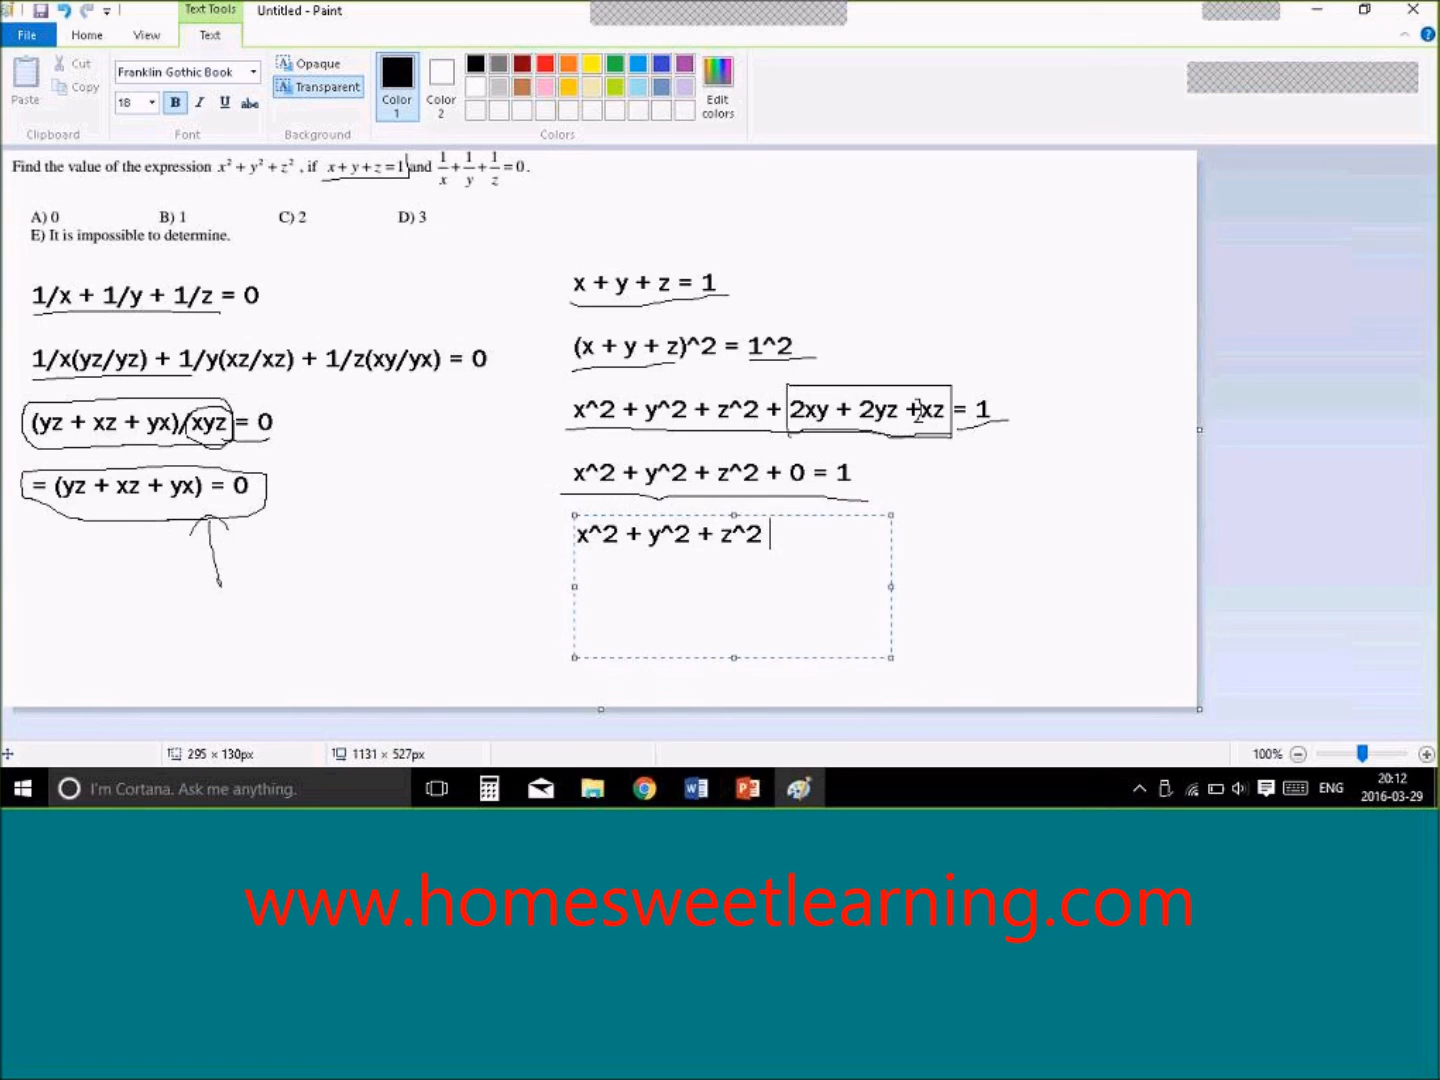 Text Tools Untitled - Paint
File Home View Text
Paste Cut Copy Clipboard
Franklin Gothic Book
18 B I U abc
Font
Opaque
Transparent
Background
Color 1 Color 2 Edit colors
Colors
Find the value of the expression x² + y² + z² , if x + y + z = 1 and 1/x + 1/y + 1/z = 0.
A) 0 B) 1 C) 2 D) 3
E) It is impossible to determine.
1/x + 1/y + 1/z = 0
1/x(yz/yz) + 1/y(xz/xz) + 1/z(xy/yx) = 0
(yz + xz + yx)/xyz = 0
= (yz + xz + yx) = 0
x + y + z = 1
(x + y + z)^2 = 1^2
x^2 + y^2 + z^2 + 2xy + 2yz +2xz = 1
x^2 + y^2 + z^2 + 0 = 1
x^2 + y^2 + z^2
295 × 130px 1131 × 527px 100%
I'm Cortana. Ask me anything. ENG 20:12
2016-03-29
www.homesweetlearning.com